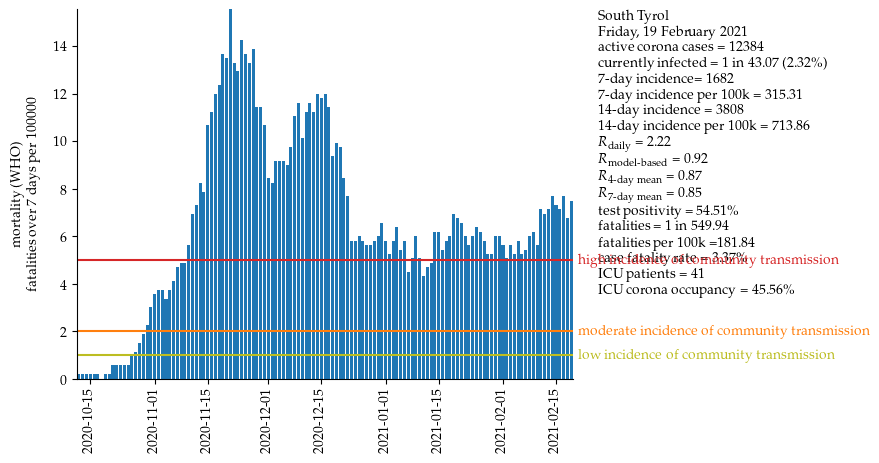 South Tyrol
Friday, 19 February 2021
active corona cases = 12384
currently infected = 1 in 43.07 (2.32%)
7-day incidence= 1682
7-day incidence per 100k = 315.31
14-day incidence = 3808
14-day incidence per 100k = 713.86
R daily = 2.22
R model-based = 0.92
R 4-day mean = 0.87
R 7-day mean = 0.85
test positivity = 54.51%
fatalities = 1 in 549.94
fatalities per 100k =181.84
case fatality rate = 3.37%
high incidence of community transmission
ICU patients = 41
ICU corona occupancy = 45.56%
moderate incidence of community transmission
low incidence of community transmission
mortality (WHO)
fatalities over 7 days per 100000
14
12
10
8
6
4
2
0
2020-10-15
2020-11-01
2020-11-15
2020-12-01
2020-12-15
2021-01-01
2021-01-15
2021-02-01
2021-02-15